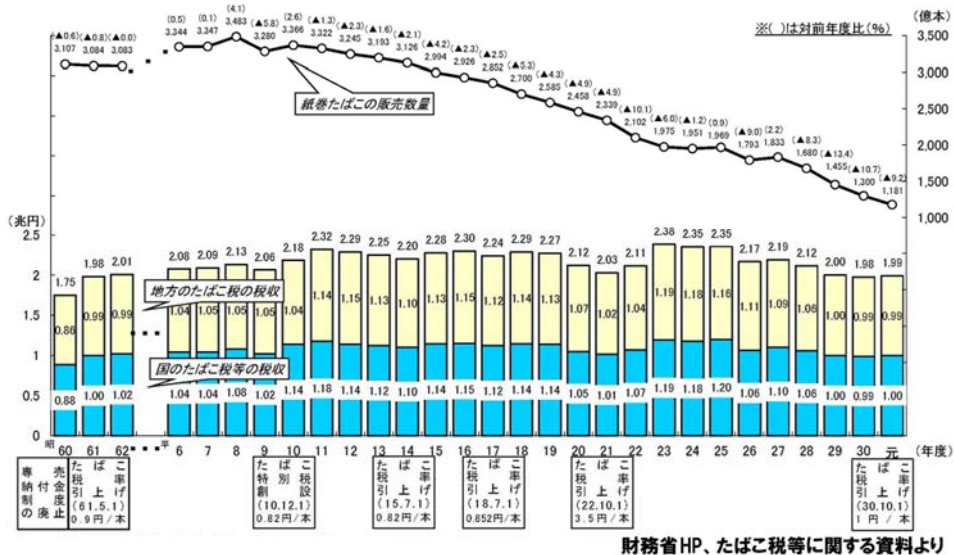 ※( )は対前年度比(%)
(億本)
(▲0.6) (▲0.8) (▲0.0) (0.5) (0.1) (4.1) (▲5.8) (2.6) (▲1.3) (▲2.3) (▲1.6) (▲2.1) (▲4.2) (▲2.3) (▲2.5) (▲5.3) (▲4.3) (▲4.9) (▲4.9) (▲10.1) (▲6.0) (▲1.2) (0.9) (▲9.0) (2.2) (▲8.3) (▲13.4) (▲10.7) (▲9.2)
3,107 3,084 3,083 3,344 3,347 3,483 3,280 3,366 3,322 3,245 3,193 3,126 2,994 2,926 2,852 2,700 2,585 2,458 2,339 2,102 1,975 1,951 1,969 1,793 1,833 1,680 1,455 1,300 1,181
3,500
3,000
2,500
2,000
1,500
1,000
紙巻たばこの販売数量
(兆円)
2.5
2
1.5
1
0.5
0
1.75 1.98 2.01 2.08 2.09 2.13 2.06 2.18 2.32 2.29 2.25 2.20 2.28 2.30 2.24 2.29 2.27 2.12 2.03 2.11 2.38 2.35 2.35 2.17 2.19 2.12 2.00 1.98 1.99
地方のたばこ税の税収
0.86 0.99 0.99 1.04 1.05 1.05 1.05 1.04 1.14 1.15 1.13 1.10 1.13 1.15 1.12 1.14 1.13 1.07 1.02 1.04 1.19 1.18 1.16 1.11 1.09 1.06 1.00 0.99 0.99
国のたばこ税等の税収
0.88 1.00 1.02 1.04 1.04 1.08 1.02 1.14 1.18 1.14 1.12 1.10 1.14 1.15 1.12 1.14 1.14 1.05 1.01 1.07 1.19 1.18 1.20 1.06 1.10 1.06 1.00 0.99 1.00
昭 60 61 62 平 6 7 8 9 10 11 12 13 14 15 16 17 18 19 20 21 22 23 24 25 26 27 28 29 30 元 (年度)
専売
納付金
制度
の廃止
たばこ
税率
引上げ
(61.5.1)
0.9円/本
たばこ
特別税
創設
(10.12.1)
0.82円/本
たばこ
税率
引上げ
(15.7.1)
0.82円/本
たばこ
税率
引上げ
(18.7.1)
0.852円/本
たばこ
税率
引上げ
(22.10.1)
3.5円/本
たばこ
税率
引上げ
(30.10.1)
1円/本
財務省HP、たばこ税等に関する資料より